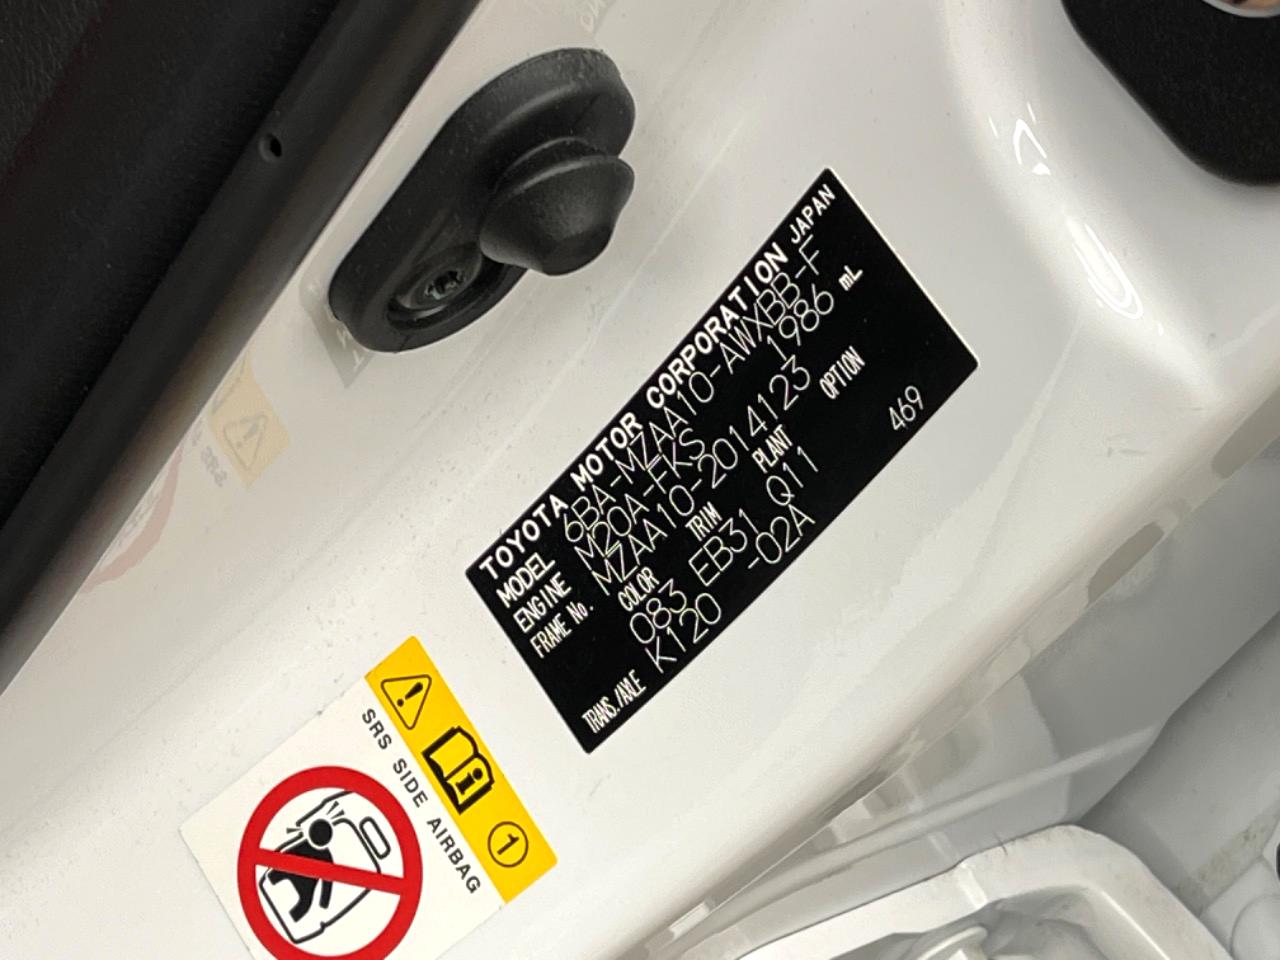 TOYOTA MOTOR CORPORATION JAPAN
MODEL 6BA-MZAA10-AWXBB-F
ENGINE M20A-FKS 1986 mL
FRAME No. MZAA10-2014123
COLOR TRIM PLANT OPTION
083 EB31 Q11
TRANS./AXLE K120 -02A 469
SRS SIDE AIRBAG
1